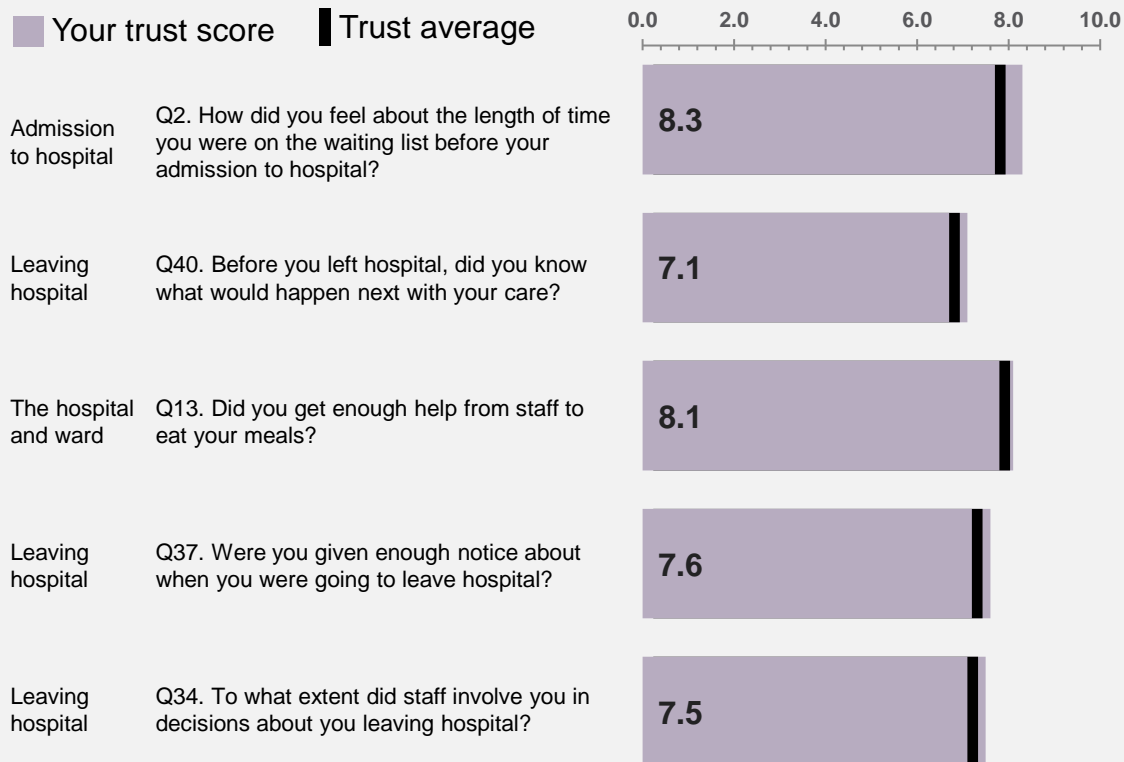 Your trust score
Trust average
0.0 2.0 4.0 6.0 8.0 10.0
Admission
to hospital
Q2. How did you feel about the length of time
you were on the waiting list before your
admission to hospital?
8.3
Leaving
hospital
Q40. Before you left hospital, did you know
what would happen next with your care?
7.1
The hospital
and ward
Q13. Did you get enough help from staff to
eat your meals?
8.1
Leaving
hospital
Q37. Were you given enough notice about
when you were going to leave hospital?
7.6
Leaving
hospital
Q34. To what extent did staff involve you in
decisions about you leaving hospital?
7.5